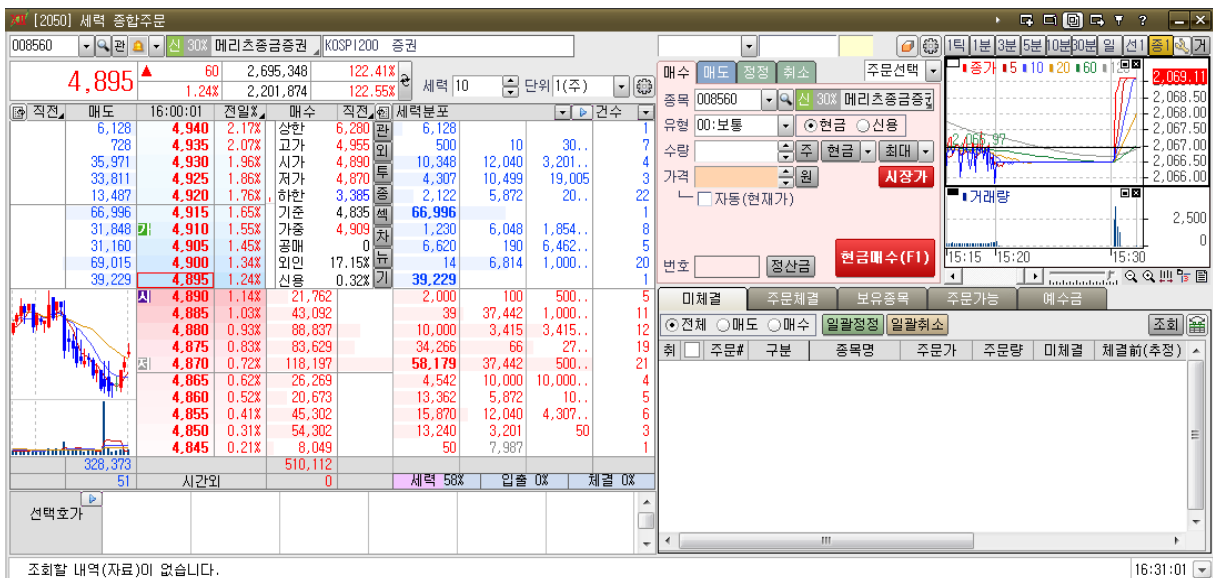 [2050] 세력 종합주문
008560 관 신 30% 메리츠종금증권 KOSPI200 증권
4,895 ▲ 60 2,695,348 122.41%
1.24% 2,201,874 122.55%
세력 10 단위 1(주)
직전 매도 16:00:01 전일% 매수 직전 세력분포 건수
6,128 4,940 2.17% 상한 6,280 관 6,128 1
728 4,935 2.07% 고가 4,955 외 500 10 30.. 7
35,971 4,930 1.96% 시가 4,890 10,348 12,040 3,201.. 4
33,811 4,925 1.86% 저가 4,870 투 4,307 10,499 19,005 3
13,487 4,920 1.76% 하한 3,385 종 2,122 5,872 20.. 22
66,996 4,915 1.65% 기준 4,835 섹 66,996 1
31,848 4,910 1.55% 가중 4,909 차 1,230 6,048 1,854.. 8
31,160 4,905 1.45% 공매 0 6,620 190 6,462.. 5
69,015 4,900 1.34% 외인 17.15% 뉴 14 6,814 1,000.. 20
39,229 4,895 1.24% 신용 0.32% 기 39,229 1
시 4,890 1.14% 21,762 2,000 100 500.. 5
4,885 1.03% 43,092 39 37,442 1,000.. 11
4,880 0.93% 88,837 10,000 3,415 3,415.. 12
4,875 0.83% 83,629 34,266 66 27.. 19
저 4,870 0.72% 118,197 58,179 37,442 500.. 21
4,865 0.62% 26,269 4,542 10,000 10,000.. 4
4,860 0.52% 20,673 13,362 5,872 10.. 5
4,855 0.41% 45,302 15,870 12,040 4,307.. 6
4,850 0.31% 54,302 13,240 3,201 50 3
4,845 0.21% 8,049 50 7,987 1
328,373 510,112
51 시간외 0 세력 58% 입출 0% 체결 0%
선택호가
조회할 내역(자료)이 없습니다.
1틱 1분 3분 5분 10분 30분 일 선1 종1 거
매수 매도 정정 취소 주문선택
종목 008560 신 30% 메리츠종금증권
유형 00:보통 현금 신용
수량 주 현금 최대
가격 원 시장가
자동(현재가)
번호 정산금 현금매수(F1)
종가 5 10 20 60 120
2,069.11
2,068.50
2,068.00
2,067.50
2,067.00
2,066.50
2,066.00
2,065.97
거래량
2,500
0
15:15 15:20 15:30
미체결 주문체결 보유종목 주문가능 예수금
전체 매도 매수 일괄정정 일괄취소 조회
취 주문# 구분 종목명 주문가 주문량 미체결 체결前(추정)
16:31:01